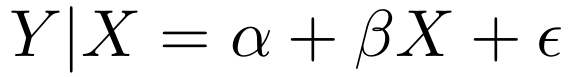 Y|X = α + βX + ϵ